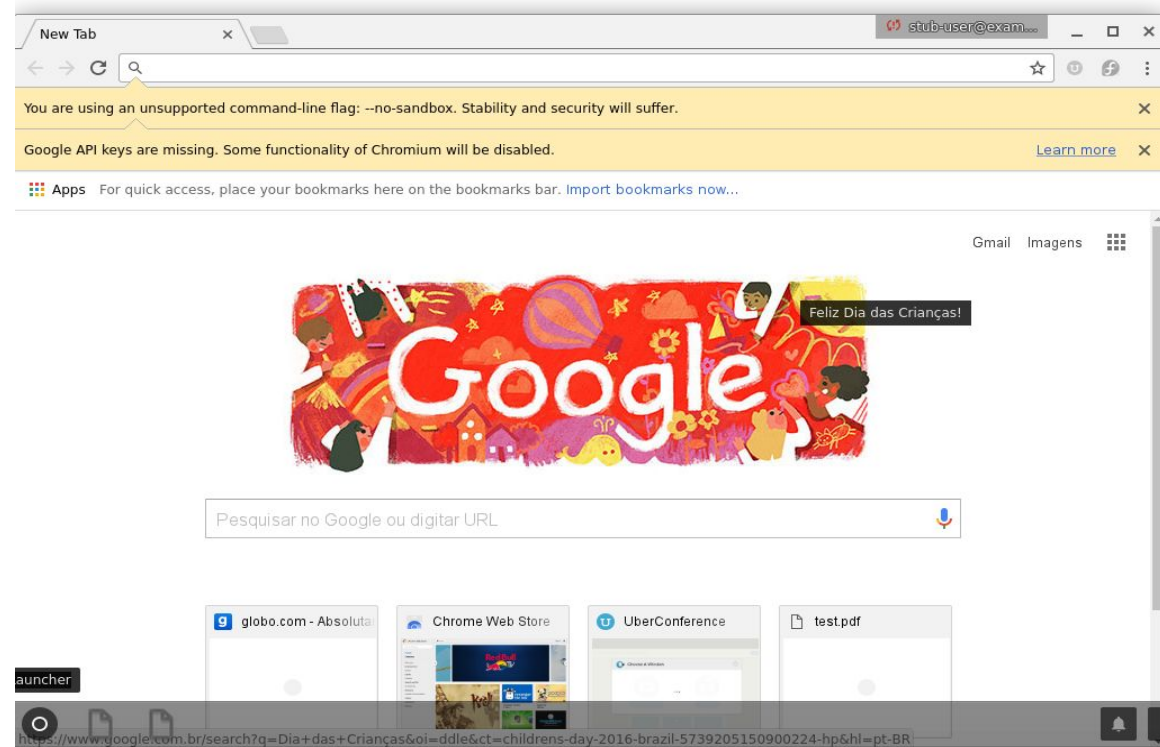 New Tab
stub-user@exam...
You are using an unsupported command-line flag: --no-sandbox. Stability and security will suffer.
Google API keys are missing. Some functionality of Chromium will be disabled. Learn more
Apps For quick access, place your bookmarks here on the bookmarks bar. Import bookmarks now...
Gmail Imagens
Feliz Dia das Crianças!
Google
Pesquisar no Google ou digitar URL
globo.com - Absoluta
Chrome Web Store
UberConference
test.pdf
auncher
https://www.google.com.br/search?q=Dia+das+Crianças&oi=ddle&ct=childrens-day-2016-brazil-5739205150900224-hp&hl=pt-BR